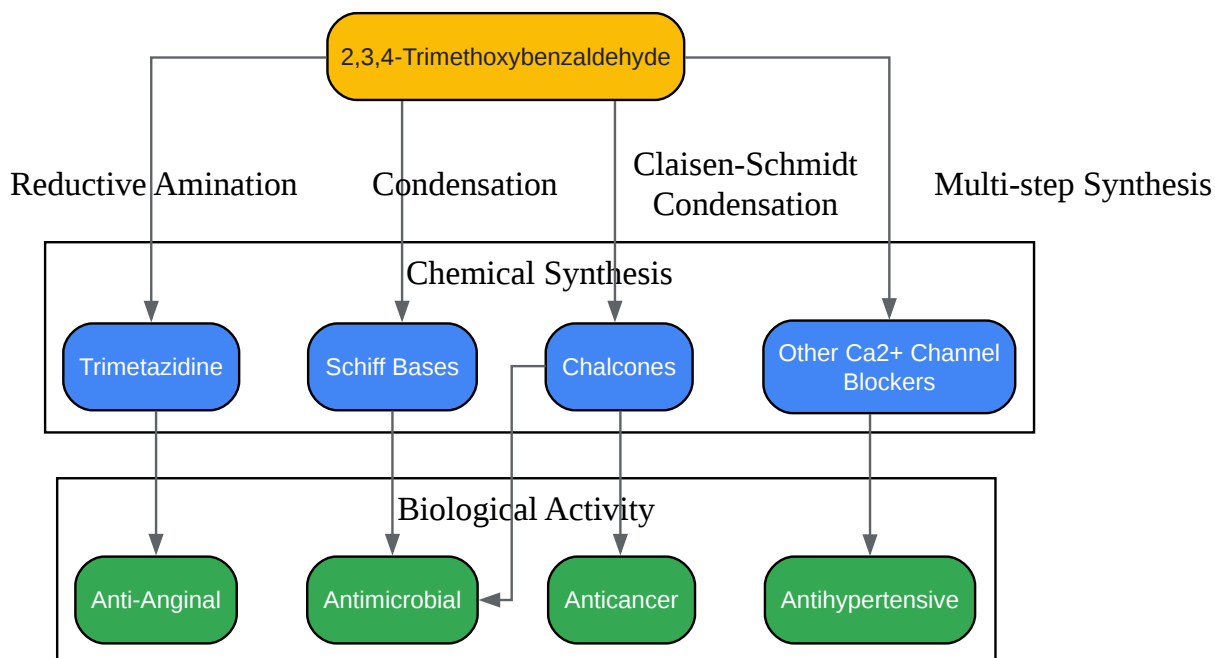 2,3,4-Trimethoxybenzaldehyde
Reductive Amination
Condensation
Claisen-Schmidt
Condensation
Multi-step Synthesis
Chemical Synthesis
Trimetazidine
Schiff Bases
Chalcones
Other Ca2+ Channel
Blockers
Biological Activity
Anti-Anginal
Antimicrobial
Anticancer
Antihypertensive